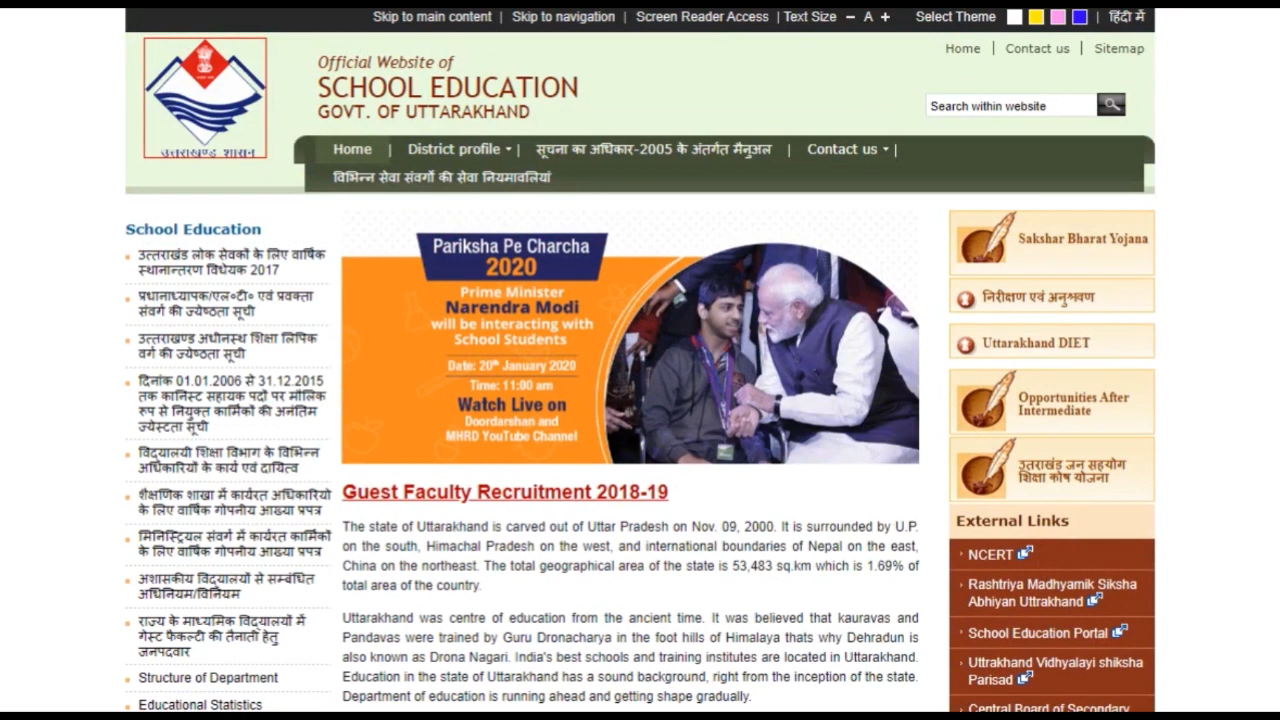 Skip to main content | Skip to navigation | Screen Reader Access | Text Size − A + Select Theme | हिंदी में
Home | Contact us | Sitemap
उत्तराखण्ड शासन
Official Website of
SCHOOL EDUCATION
GOVT. OF UTTARAKHAND
Search within website
Home | District profile | सूचना का अधिकार-2005 के अंतर्गत मैनुअल | Contact us |
विभिन्न सेवा संवर्गो की सेवा नियमावलियां
School Education
उत्तराखंड लोक सेवकों के लिए वार्षिक
स्थानान्तरण विधेयक 2017
प्रधानाध्यापक/एल०टी० एवं प्रवक्ता
संवर्ग की ज्येष्ठता सूची
उत्तराखण्ड अधीनस्थ शिक्षा लिपिक
वर्ग की ज्येष्ठता सूची
दिनांक 01.01.2006 से 31.12.2015
तक कानिस्ट सहायक पदों पर मौलिक
रुप से नियुक्त कार्मिकों की अनंतिम
ज्येस्टता सूची
विद्यालयी शिक्षा विभाग के विभिन्न
अधिकारियों के कार्य एवं दायित्व
शैक्षणिक शाखा में कार्यरत अधिकारियो
के लिए वार्षिक गोपनीय आख्या प्रपत्र
मिनिस्ट्रियल संवर्ग में कार्यरत कार्मिकों
के लिए वार्षिक गोपनीय आख्या प्रपत्र
अशासकीय विद्यालयों से सम्बंधित
अधिनियम/विनियम
राज्य के माध्यमिक विद्यालयों में
गेस्ट फैकल्टी की तैनाती हेतु
जनपदवार
Structure of Department
Educational Statistics
Pariksha Pe Charcha
2020
Prime Minister
Narendra Modi
will be interacting with
School Students
Date: 20th January 2020
Time: 11:00 am
Watch Live on
Doordarshan and
MHRD YouTube Channel
Guest Faculty Recruitment 2018-19
The state of Uttarakhand is carved out of Uttar Pradesh on Nov. 09, 2000. It is surrounded by U.P.
on the south, Himachal Pradesh on the west, and international boundaries of Nepal on the east,
China on the northeast. The total geographical area of the state is 53,483 sq.km which is 1.69% of
total area of the country.
Uttarakhand was centre of education from the ancient time. It was believed that kauravas and
Pandavas were trained by Guru Dronacharya in the foot hills of Himalaya thats why Dehradun is
also known as Drona Nagari. India's best schools and training institutes are located in Uttarakhand.
Education in the state of Uttarakhand has a sound background, right from the inception of the state.
Department of education is running ahead and getting shape gradually.
Sakshar Bharat Yojana
निरीक्षण एवं अनुश्रवण
Uttarakhand DIET
Opportunities After
Intermediate
उतराखंड जन सहयोग
शिक्षा कोष योजना
External Links
NCERT
Rashtriya Madhyamik Siksha
Abhiyan Uttrakhand
School Education Portal
Uttrakhand Vidhyalayi shiksha
Parisad
Central Board of Secondary